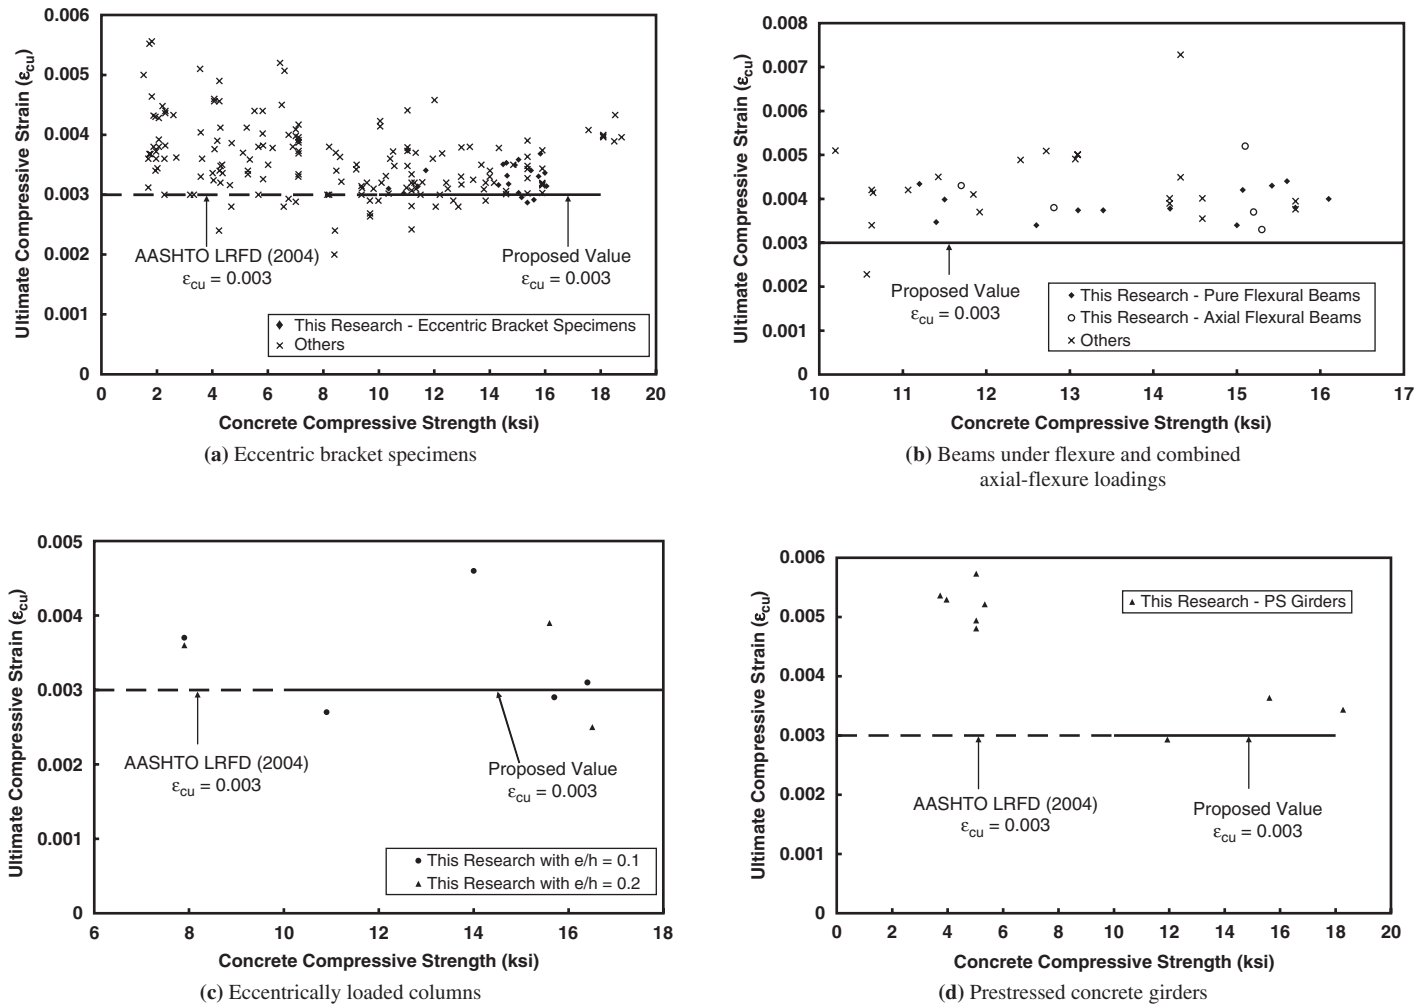 0.006
0.005
0.004
0.003
0.002
0.001
0
Ultimate Compressive Strain (εcu)
AASHTO LRFD (2004)
εcu = 0.003
Proposed Value
εcu = 0.003
This Research - Eccentric Bracket Specimens
Others
0 2 4 6 8 10 12 14 16 18 20
Concrete Compressive Strength (ksi)
(a) Eccentric bracket specimens
0.008
0.007
0.006
0.005
0.004
0.003
0.002
0.001
0
Ultimate Compressive Strain (εcu)
Proposed Value
εcu = 0.003
This Research - Pure Flexural Beams
This Research - Axial Flexural Beams
Others
10 11 12 13 14 15 16 17
Concrete Compressive Strength (ksi)
(b) Beams under flexure and combined
axial-flexure loadings
0.005
0.004
0.003
0.002
0.001
0
Ultimate Compressive Strain (εcu)
AASHTO LRFD (2004)
εcu = 0.003
Proposed Value
εcu = 0.003
This Research with e/h = 0.1
This Research with e/h = 0.2
6 8 10 12 14 16 18
Concrete Compressive Strength (ksi)
(c) Eccentrically loaded columns
0.006
0.005
0.004
0.003
0.002
0.001
0
Ultimate Compressive Strain (εcu)
This Research - PS Girders
AASHTO LRFD (2004)
εcu = 0.003
Proposed Value
εcu = 0.003
0 2 4 6 8 10 12 14 16 18 20
Concrete Compressive Strength (ksi)
(d) Prestressed concrete girders